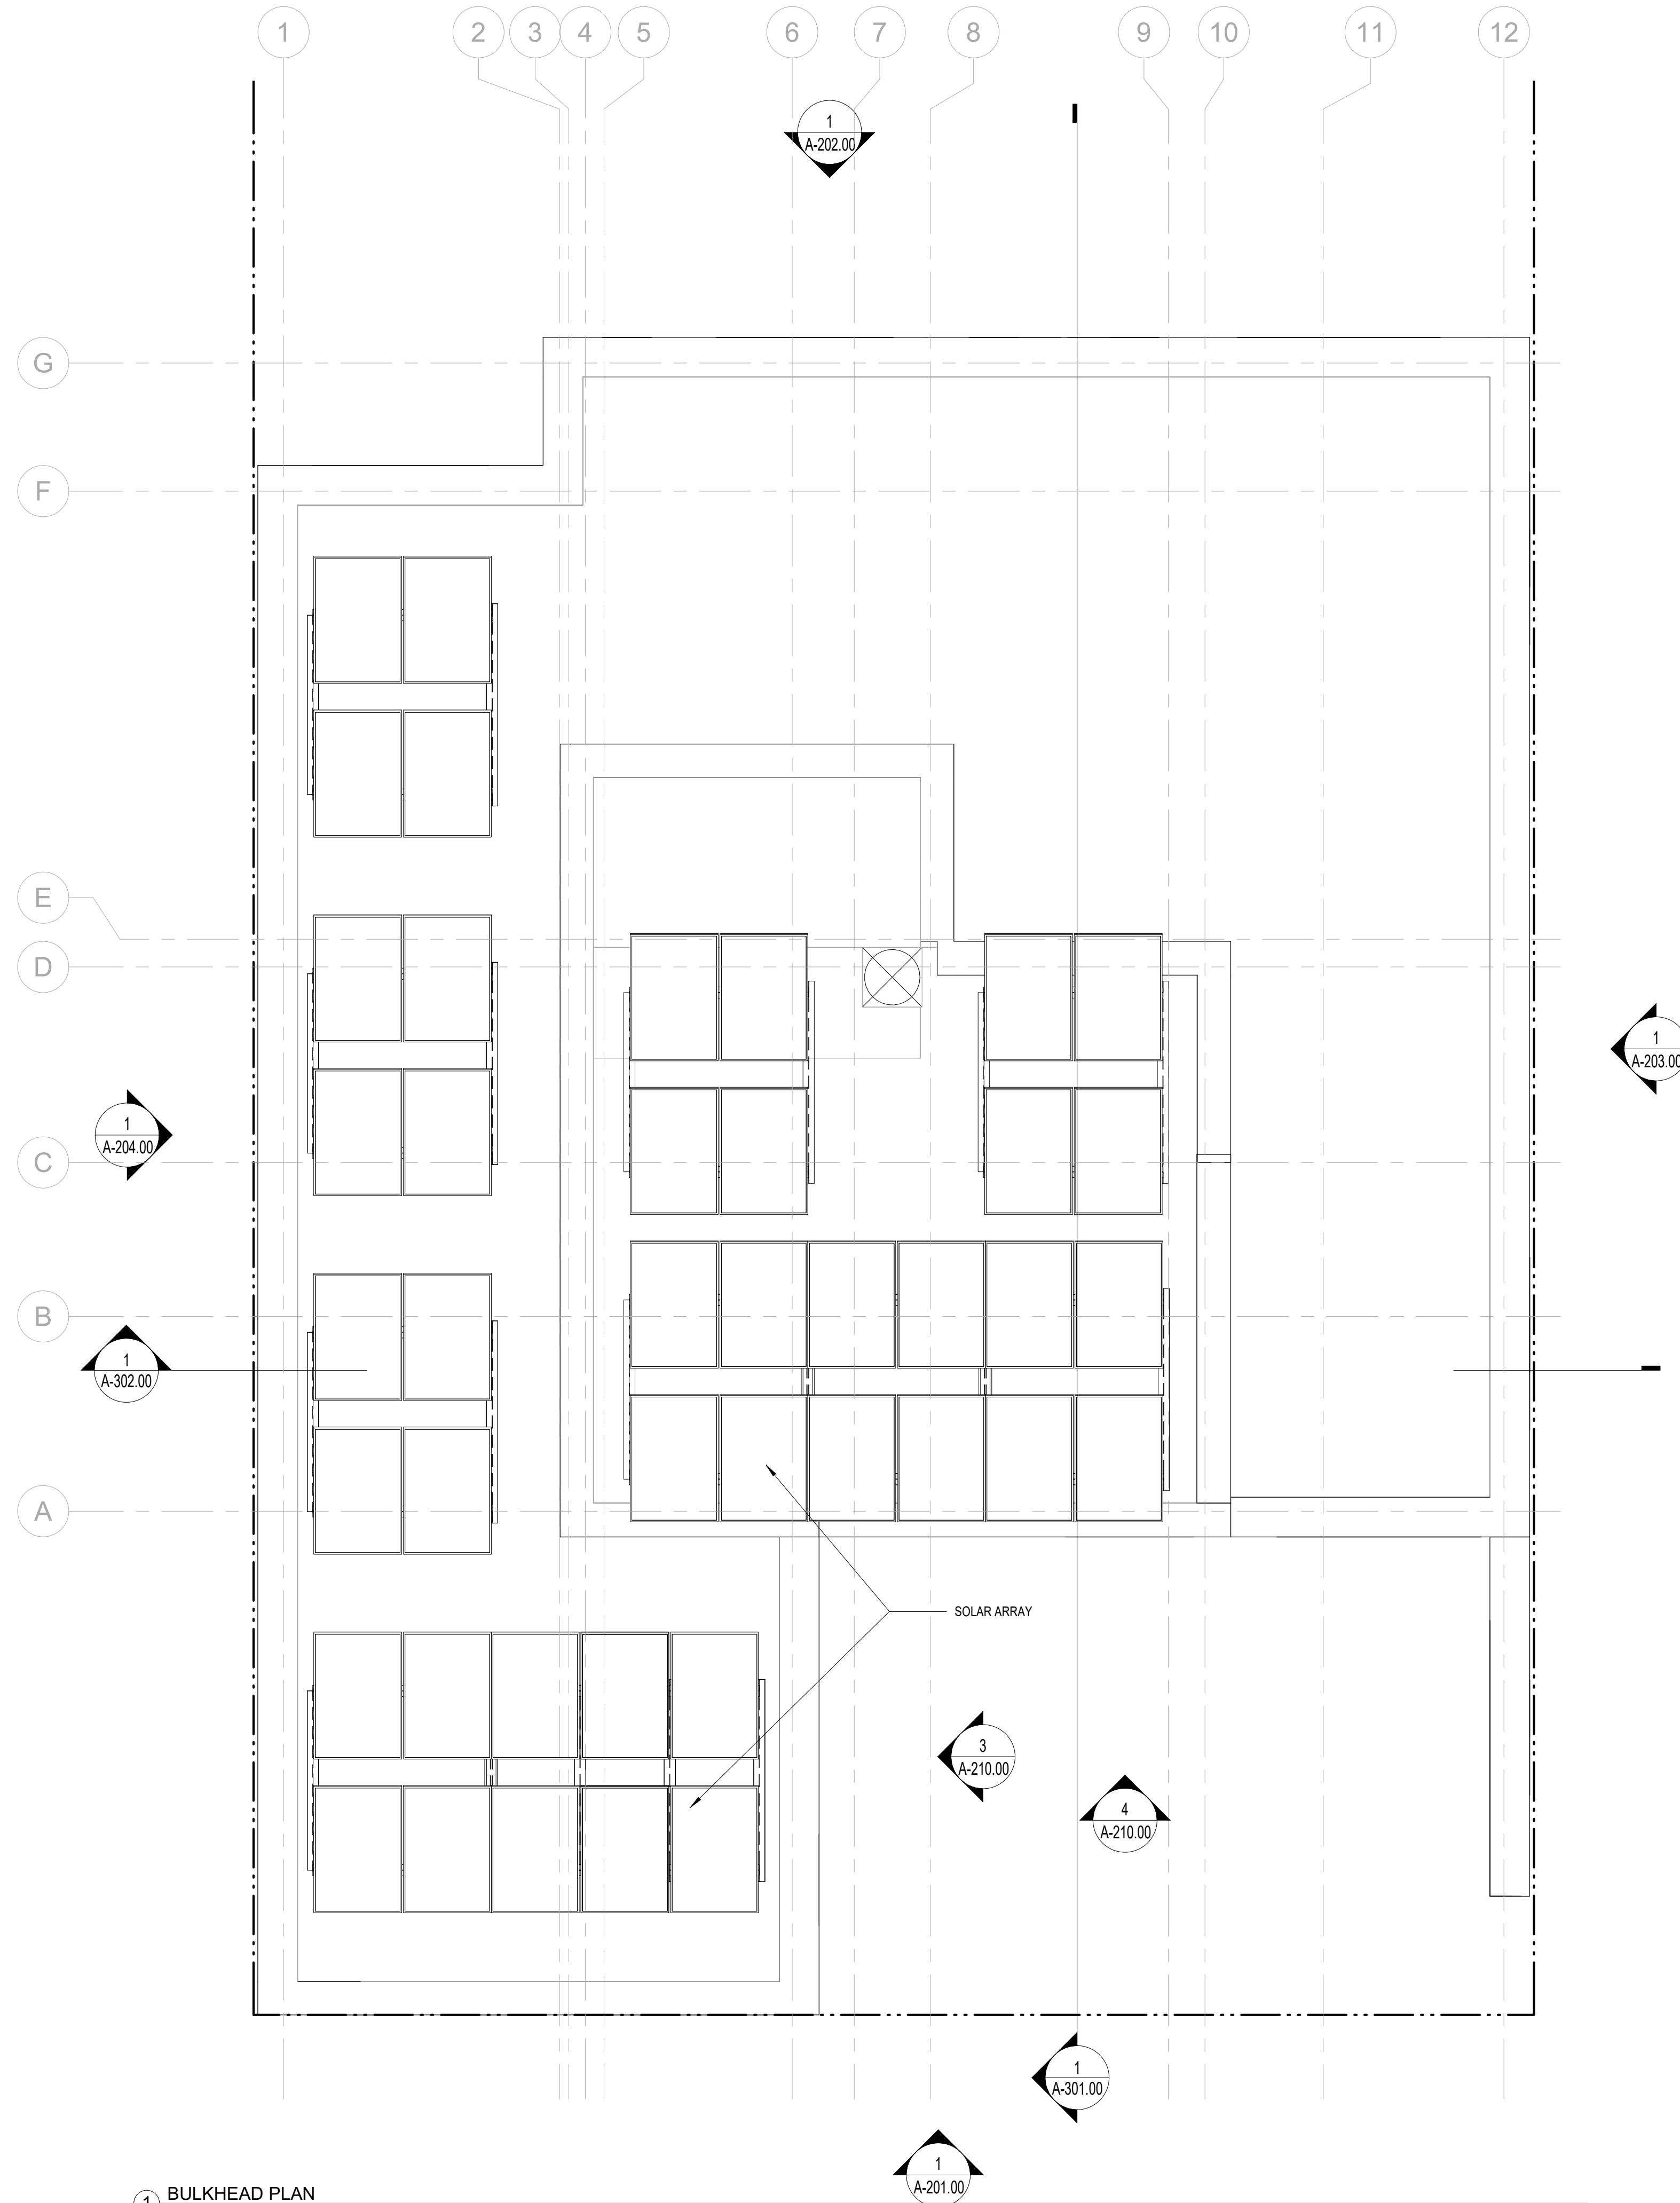 1 2 3 4 5 6 7 8 9 10 11 12
1
A-202.00
G
F
E
D
1
A-203.00
1
A-204.00
C
B
1
A-302.00
A
SOLAR ARRAY
3
A-210.00
4
A-210.00
1
A-301.00
1
A-201.00
BULKHEAD PLAN
1